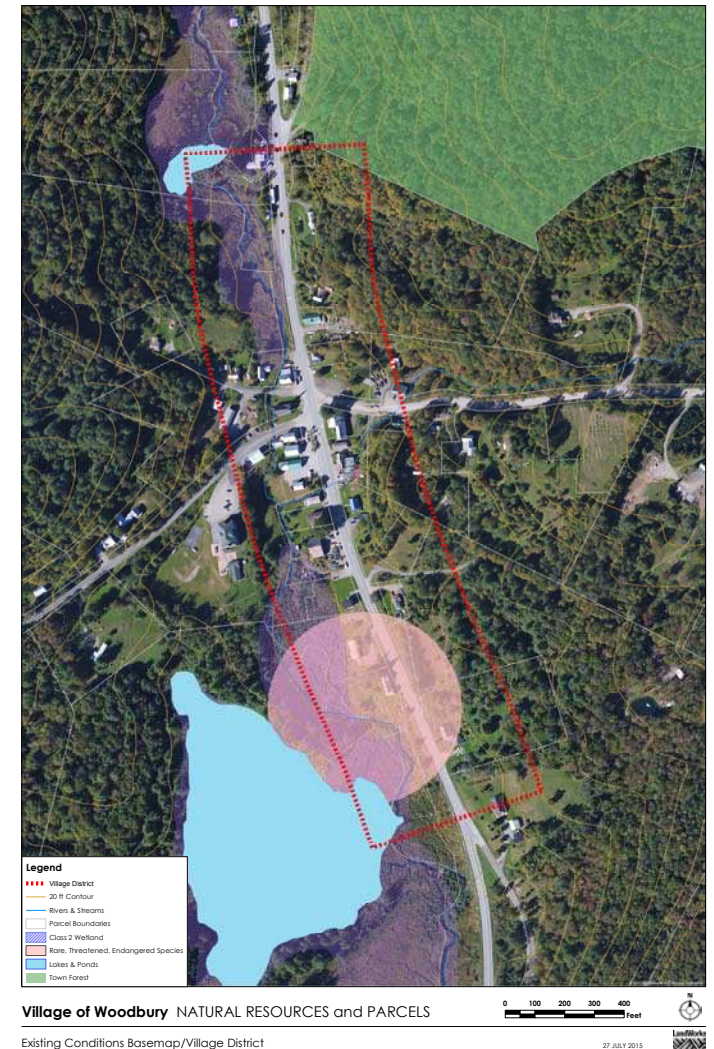 Legend
Village District
20 ft Contour
Rivers & Streams
Parcel Boundaries
Class 2 Wetland
Rare, Threatened, Endangered Species
Lakes & Ponds
Town Forest
Village of Woodbury NATURAL RESOURCES and PARCELS
0 100 200 300 400
Feet
N
Existing Conditions Basemap/Village District
27 JULY 2015
LandWorks